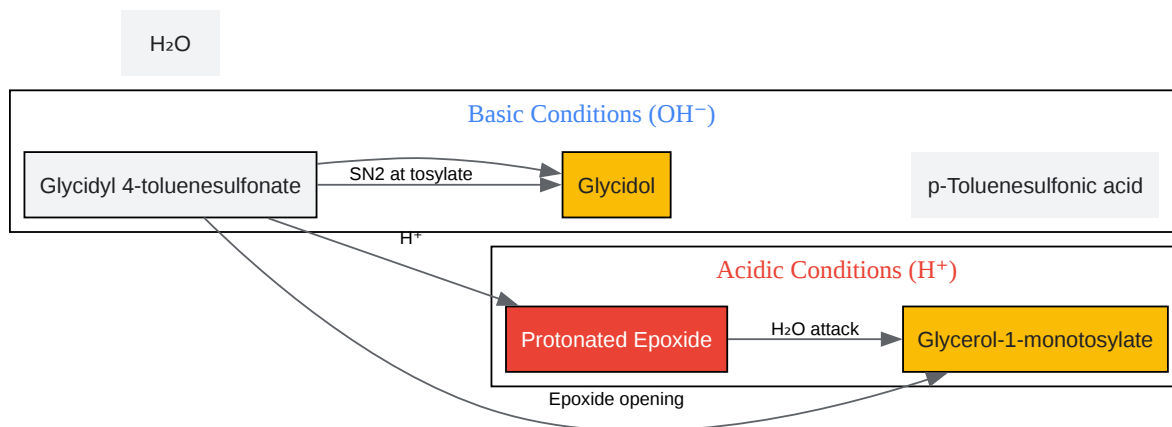 H₂O
Basic Conditions (OH⁻)
Glycidyl 4-toluenesulfonate
SN2 at tosylate
Glycidol
p-Toluenesulfonic acid
H⁺
Acidic Conditions (H⁺)
Protonated Epoxide
H₂O attack
Glycerol-1-monotosylate
Epoxide opening